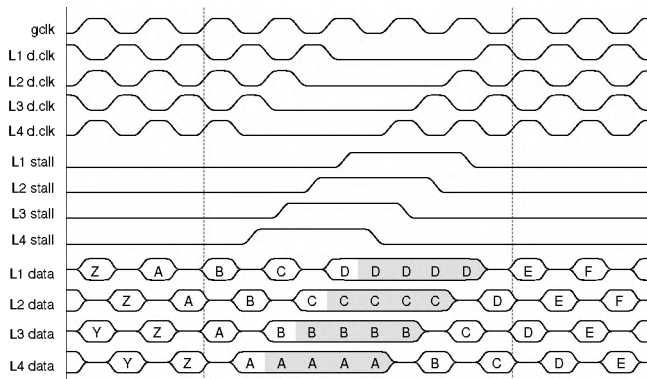 gclk
L1 d.clk
L2 d.clk
L3 d.clk
L4 d.clk
L1 stall
L2 stall
L3 stall
L4 stall
L1 data Z A B C D D D D D E F
L2 data Z A B C C C C C D E F
L3 data Y Z A B B B B B C D E
L4 data Y Z A A A A A B C D E